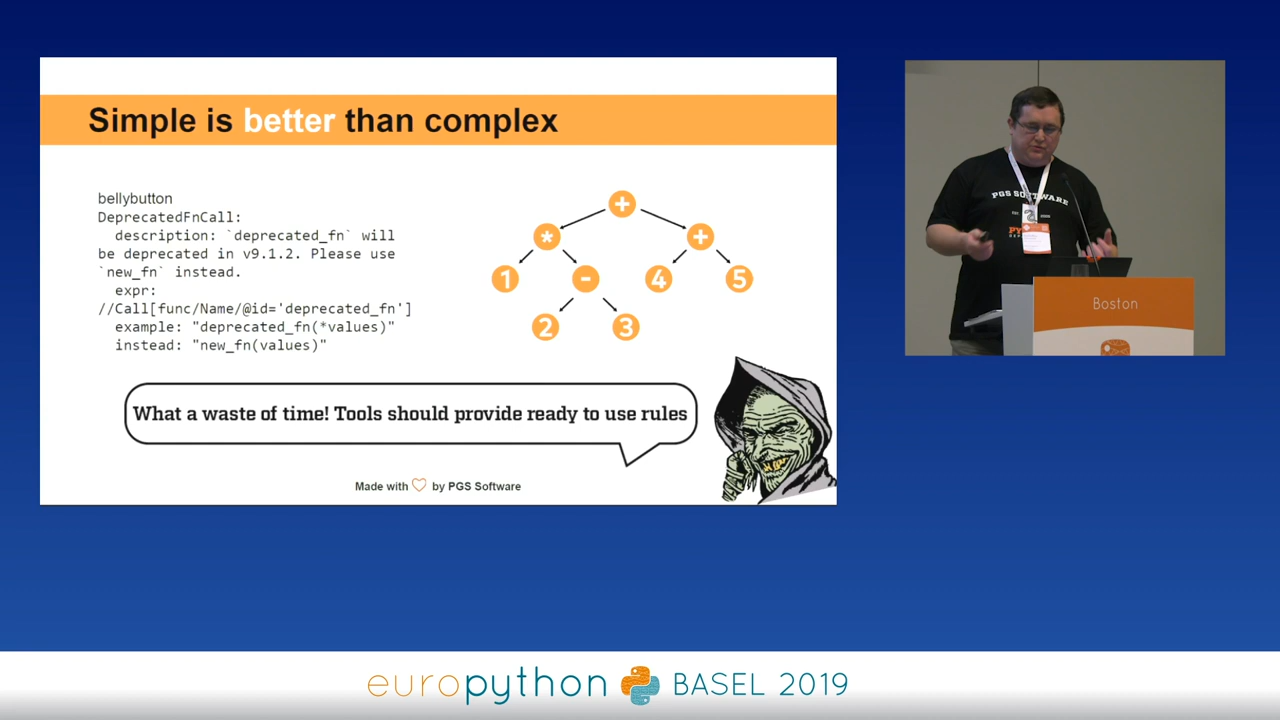 Simple is better than complex
bellybutton
DeprecatedFnCall:
description: `deprecated_fn` will
be deprecated in v9.1.2. Please use
`new_fn` instead.
expr:
//Call[func/Name/@id='deprecated_fn']
example: "deprecated_fn(*values)"
instead: "new_fn(values)"
+
* +
1 - 4 5
2 3
What a waste of time! Tools should provide ready to use rules
Made with by PGS Software
PGS SOFTWARE
Boston
europython BASEL 2019